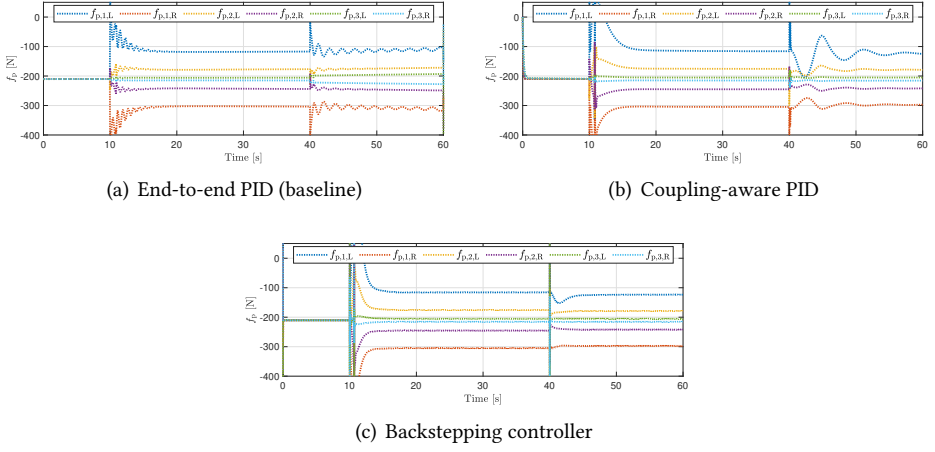 f_{p,1,L} f_{p,1,R} f_{p,2,L} f_{p,2,R} f_{p,3,L} f_{p,3,R}
0
-100
-200
-300
-400
f_p [N]
0 10 20 30 40 50 60
Time [s]
(a) End-to-end PID (baseline)
f_{p,1,L} f_{p,1,R} f_{p,2,L} f_{p,2,R} f_{p,3,L} f_{p,3,R}
0
-100
-200
-300
-400
f_p [N]
0 10 20 30 40 50 60
Time [s]
(b) Coupling-aware PID
f_{p,1,L} f_{p,1,R} f_{p,2,L} f_{p,2,R} f_{p,3,L} f_{p,3,R}
0
-100
-200
-300
-400
f_p [N]
0 10 20 30 40 50 60
Time [s]
(c) Backstepping controller